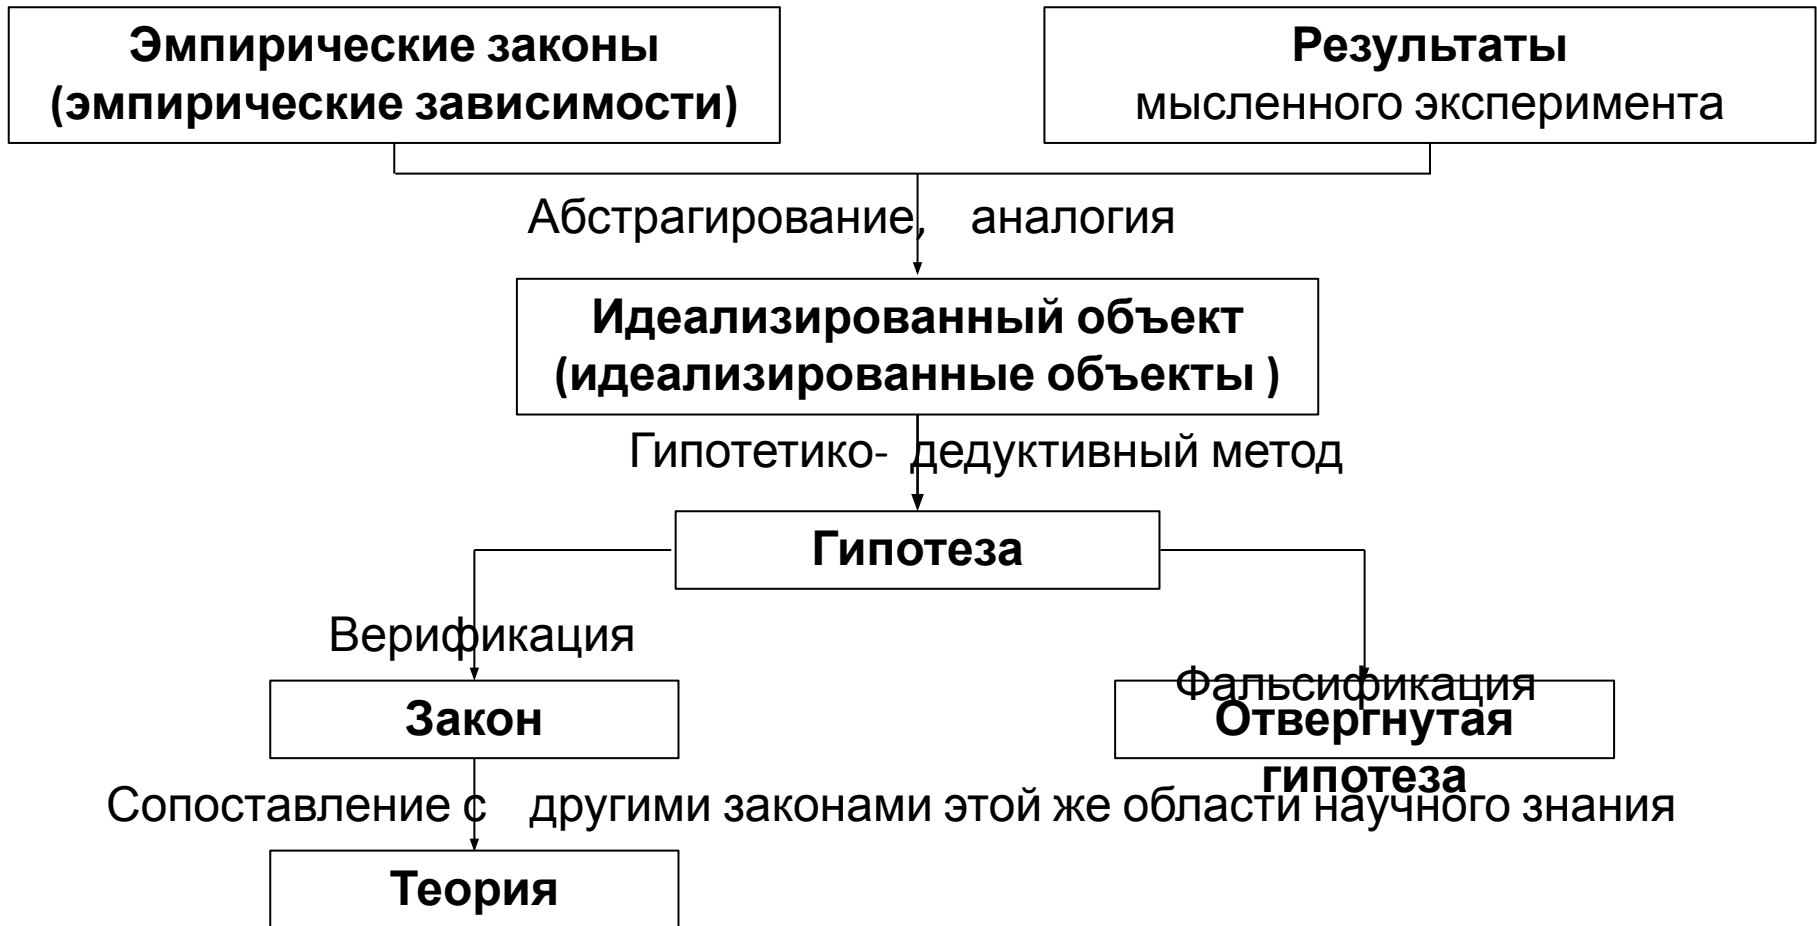 Эмпирические законы
(эмпирические зависимости)
Результаты
мысленного эксперимента
Абстрагирование, аналогия
Идеализированный объект
(идеализированные объекты )
Гипотетико- дедуктивный метод
Гипотеза
Верификация
Фальсификация
Закон
Отвергнутая
гипотеза
Сопоставление с другими законами этой же области научного знания
Теория